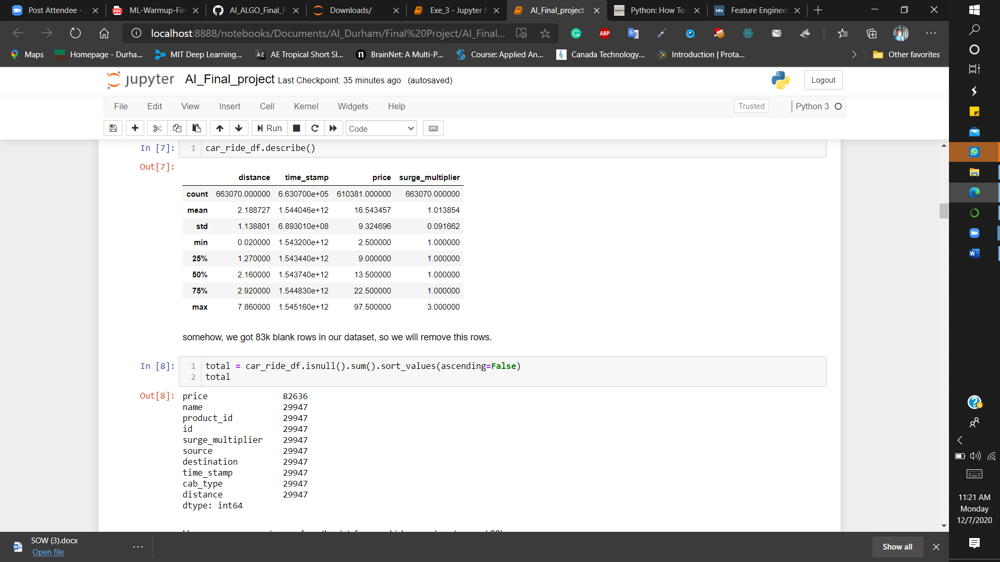 Post Attendee - Z
ML-Warmup-Fin
AI_ALGO_Final_P
Downloads/
Exe_3 - Jupyter N
AI_Final_project
Python: How To
Feature Enginee
localhost:8888/notebooks/Documents/AI_Durham/Final%20Project/AI_Final...
ABP
Maps
Homepage - Durha...
MIT Deep Learning...
AE
AE Tropical Short Sl...
BrainNet: A Multi-P...
Course: Applied An...
Canada Technology...
Introduction | Prota...
Other favorites
jupyter
AI_Final_project Last Checkpoint: 35 minutes ago (autosaved)
Logout
File Edit View Insert Cell Kernel Widgets Help
Trusted
Python 3
Run
Code
In [7]: 1 car_ride_df.describe()
Out[7]:
distance time_stamp price surge_multiplier
count 663070.000000 6.630700e+05 610381.000000 663070.000000
mean 2.188727 1.544046e+12 16.543457 1.013854
std 1.138801 6.893010e+08 9.324696 0.091662
min 0.020000 1.543200e+12 2.500000 1.000000
25% 1.270000 1.543440e+12 9.000000 1.000000
50% 2.160000 1.543740e+12 13.500000 1.000000
75% 2.920000 1.544830e+12 22.500000 1.000000
max 7.860000 1.545160e+12 97.500000 3.000000
somehow, we got 83k blank rows in our dataset, so we will remove this rows.
In [8]: 1 total = car_ride_df.isnull().sum().sort_values(ascending=False)
2 total
Out[8]: price 82636
name 29947
product_id 29947
id 29947
surge_multiplier 29947
source 29947
destination 29947
time_stamp 29947
cab_type 29947
distance 29947
dtype: int64
11:21 AM
Monday
12/7/2020
SOW (3).docx
Open file
Show all